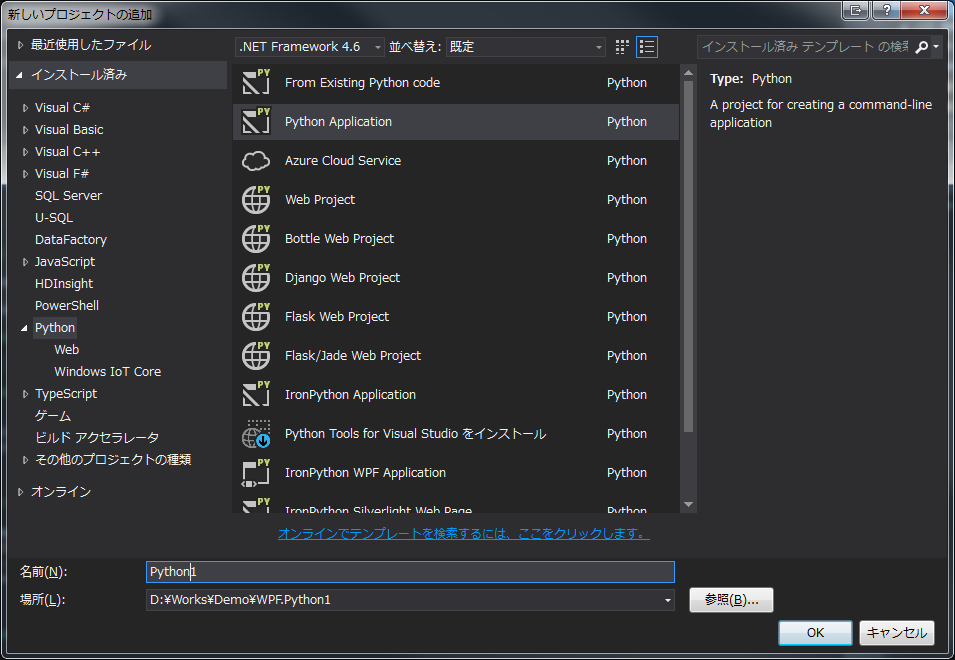 新しいプロジェクトの追加
最近使用したファイル
インストール済み
Visual C#
Visual Basic
Visual C++
Visual F#
SQL Server
U-SQL
DataFactory
JavaScript
HDInsight
PowerShell
Python
Web
Windows IoT Core
TypeScript
ゲーム
ビルド アクセラレータ
その他のプロジェクトの種類
オンライン
.NET Framework 4.6 並べ替え: 既定
From Existing Python code Python
Python Application Python
Azure Cloud Service Python
PY Web Project Python
PY Bottle Web Project Python
PY Django Web Project Python
PY Flask Web Project Python
PY Flask/Jade Web Project Python
PY IronPython Application Python
Python Tools for Visual Studio をインストール Python
PY IronPython WPF Application Python
PY IronPython Silverlight Web Page Python
オンラインでテンプレートを検索するには、ここをクリックします。
インストール済み テンプレート の検索
Type: Python
A project for creating a command-line
application
名前(N): Python1
場所(L): D:¥Works¥Demo¥WPF.Python1 参照(B)...
OK キャンセル